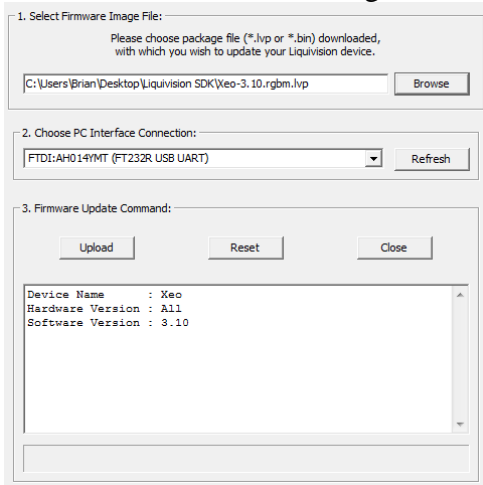 1. Select Firmware Image File:
Please choose package file (*.lvp or *.bin) downloaded,
with which you wish to update your Liquivision device.
C:\Users\Brian\Desktop\Liquivision SDK\Xeo-3.10.rgbm.lvp
Browse
2. Choose PC Interface Connection:
FTDI:AH014YMT (FT232R USB UART)
Refresh
3. Firmware Update Command:
Upload Reset Close
Device Name : Xeo
Hardware Version : All
Software Version : 3.10